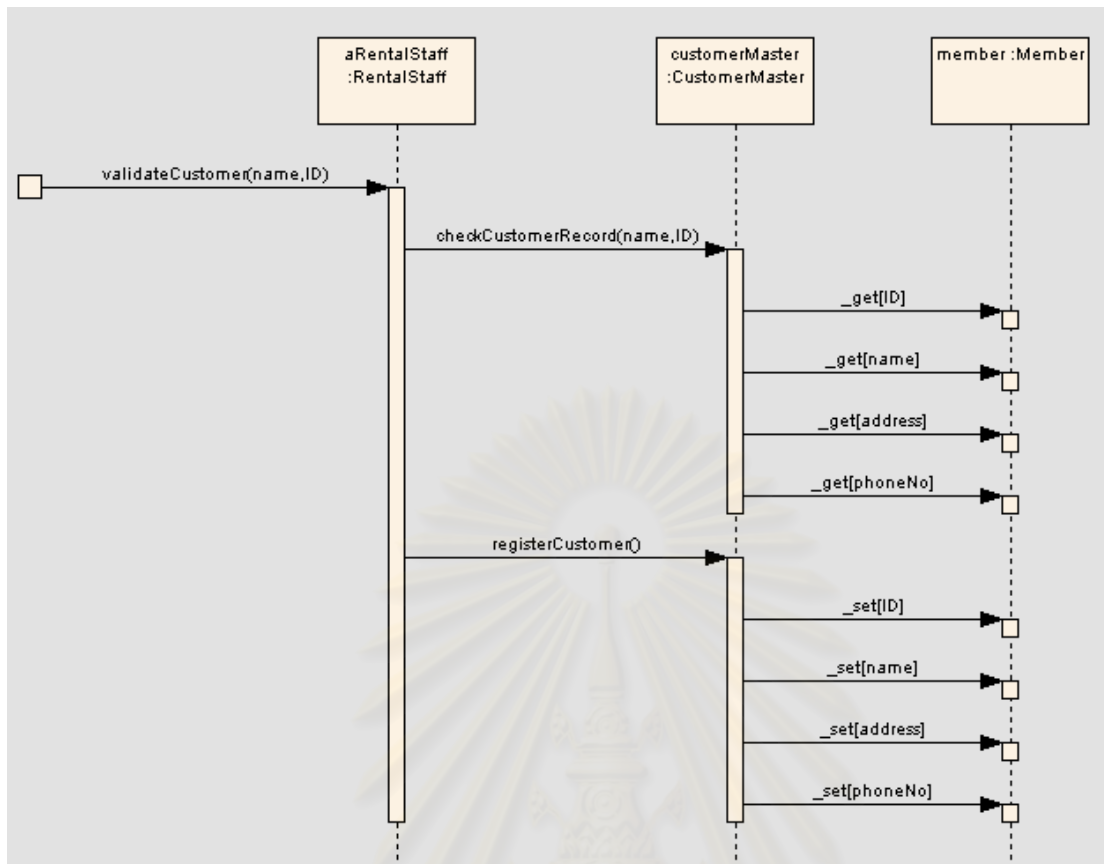 aRentalStaff
:RentalStaff
customerMaster
:CustomerMaster
member :Member
validateCustomer(name,ID)
checkCustomerRecord(name,ID)
_get[ID]
_get[name]
_get[address]
_get[phoneNo]
registerCustomer()
_set[ID]
_set[name]
_set[address]
_set[phoneNo]